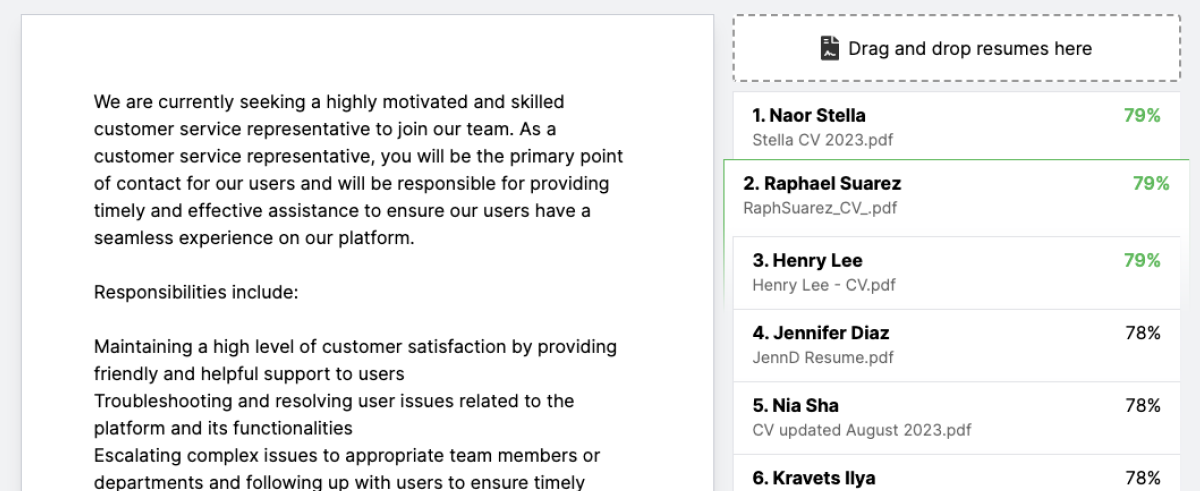 We are currently seeking a highly motivated and skilled
customer service representative to join our team. As a
customer service representative, you will be the primary point
of contact for our users and will be responsible for providing
timely and effective assistance to ensure our users have a
seamless experience on our platform.
Responsibilities include:
Maintaining a high level of customer satisfaction by providing
friendly and helpful support to users
Troubleshooting and resolving user issues related to the
platform and its functionalities
Escalating complex issues to appropriate team members or
departments and following up with users to ensure timely
Drag and drop resumes here
1. Naor Stella 79%
Stella CV 2023.pdf
2. Raphael Suarez 79%
RaphSuarez_CV_.pdf
3. Henry Lee 79%
Henry Lee - CV.pdf
4. Jennifer Diaz 78%
JennD Resume.pdf
5. Nia Sha 78%
CV updated August 2023.pdf
6. Kravets Ilya 78%